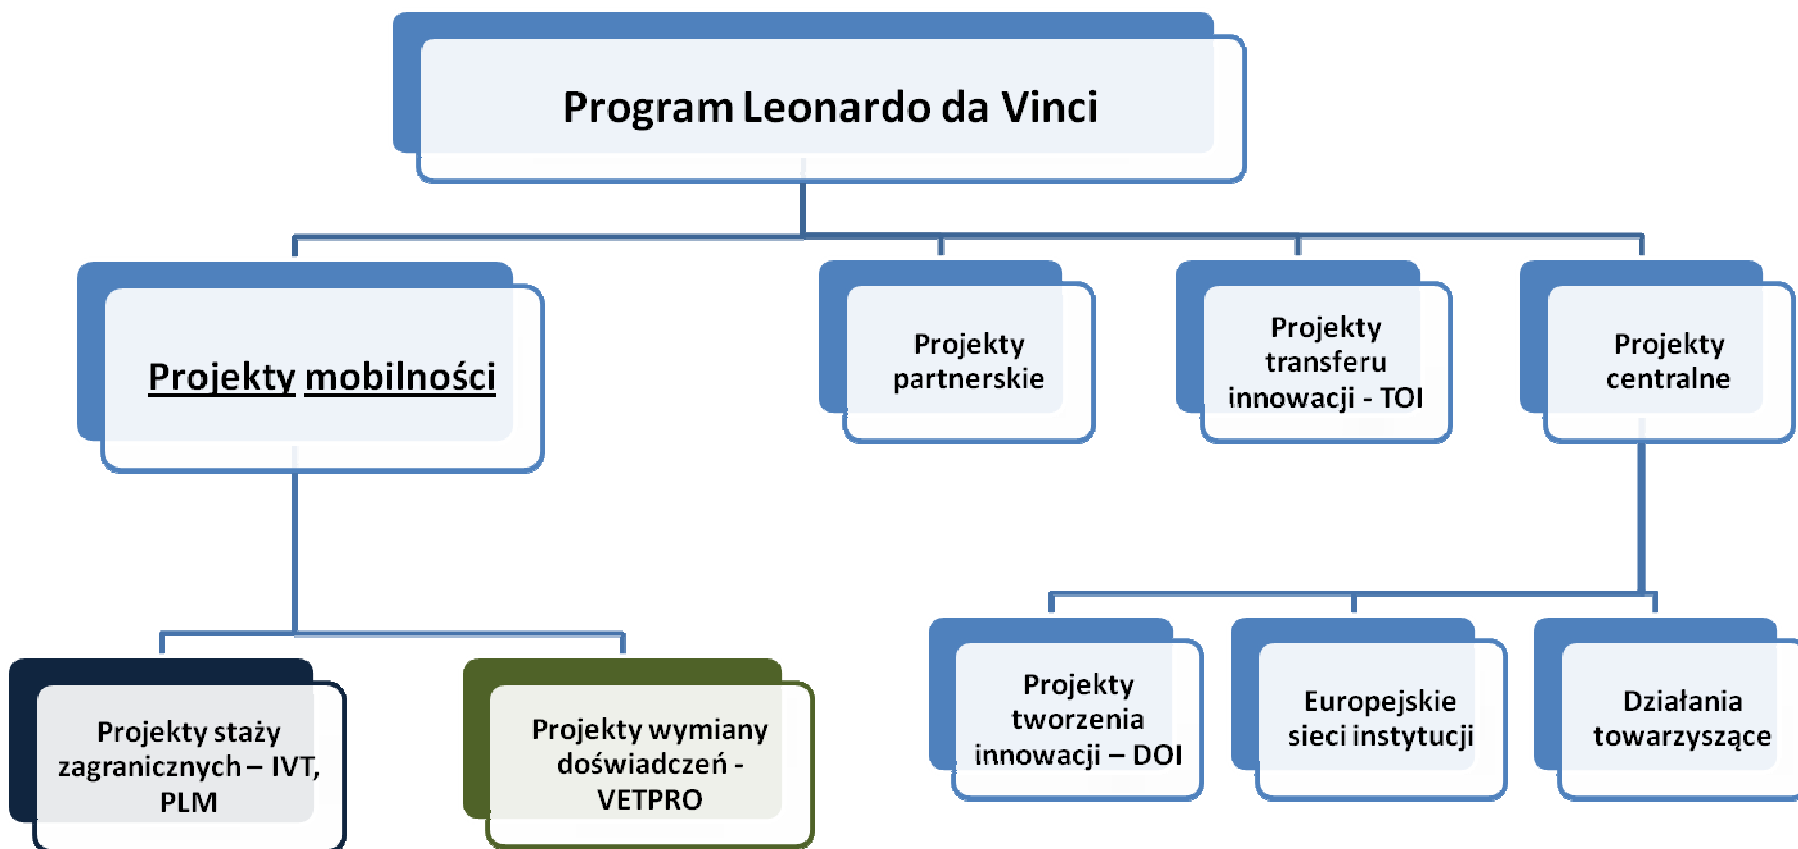 Program Leonardo da Vinci
Projekty mobilności
Projekty
partnerskie
Projekty
transferu
innowacji - TOI
Projekty
centralne
Projekty staży
zagranicznych – IVT,
PLM
Projekty wymiany
doświadczeń -
VETPRO
Projekty
tworzenia
innowacji – DOI
Europejskie
sieci instytucji
Działania
towarzyszące